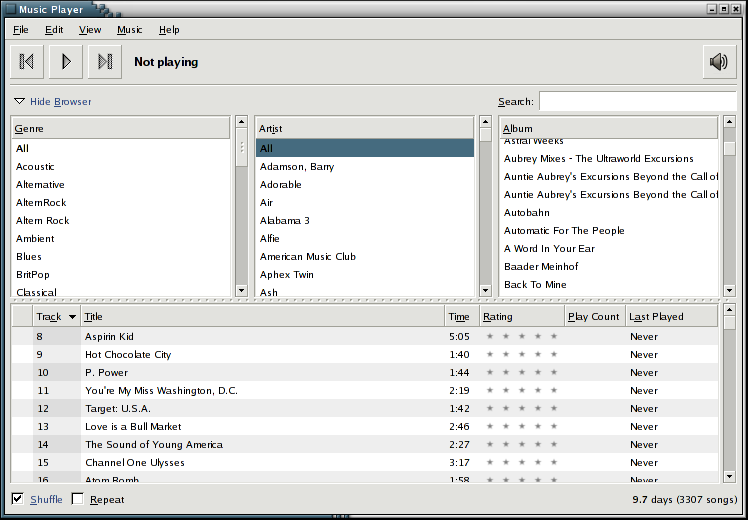 Music Player
File Edit View Music Help
Not playing
Hide Browser Search:
Genre
All
Acoustic
Alternative
AlternRock
Altern Rock
Ambient
Blues
BritPop
Classical
Artist
All
Adamson, Barry
Adorable
Air
Alabama 3
Alfie
American Music Club
Aphex Twin
Ash
Album
Astral Weeks
Aubrey Mixes - The Ultraworld Excursions
Auntie Aubrey's Excursions Beyond the Call of
Auntie Aubrey's Excursions Beyond the Call of
Autobahn
Automatic For The People
A Word In Your Ear
Baader Meinhof
Back To Mine
Track Title Time Rating Play Count Last Played
8 Aspirin Kid 5:05 Never
9 Hot Chocolate City 1:40 Never
10 P. Power 1:44 Never
11 You're My Miss Washington, D.C. 2:19 Never
12 Target: U.S.A. 1:42 Never
13 Love is a Bull Market 2:46 Never
14 The Sound of Young America 2:27 Never
15 Channel One Ulysses 3:17 Never
16 Atom Bomb 1:58 Never
Shuffle Repeat 9.7 days (3307 songs)